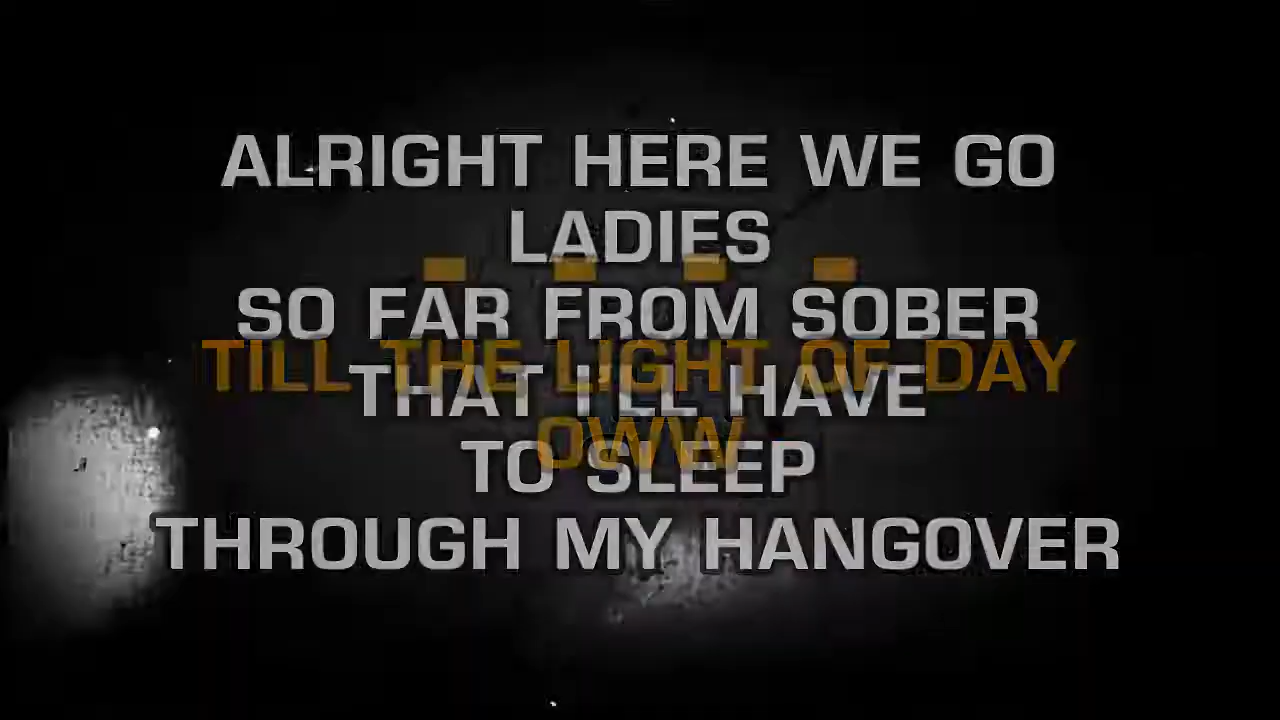 ALRIGHT HERE WE GO
LADIES
SO FAR FROM SOBER
TILL THE LIGHT OF DAY
THAT I'LL HAVE
OWW
TO SLEEP
THROUGH MY HANGOVER